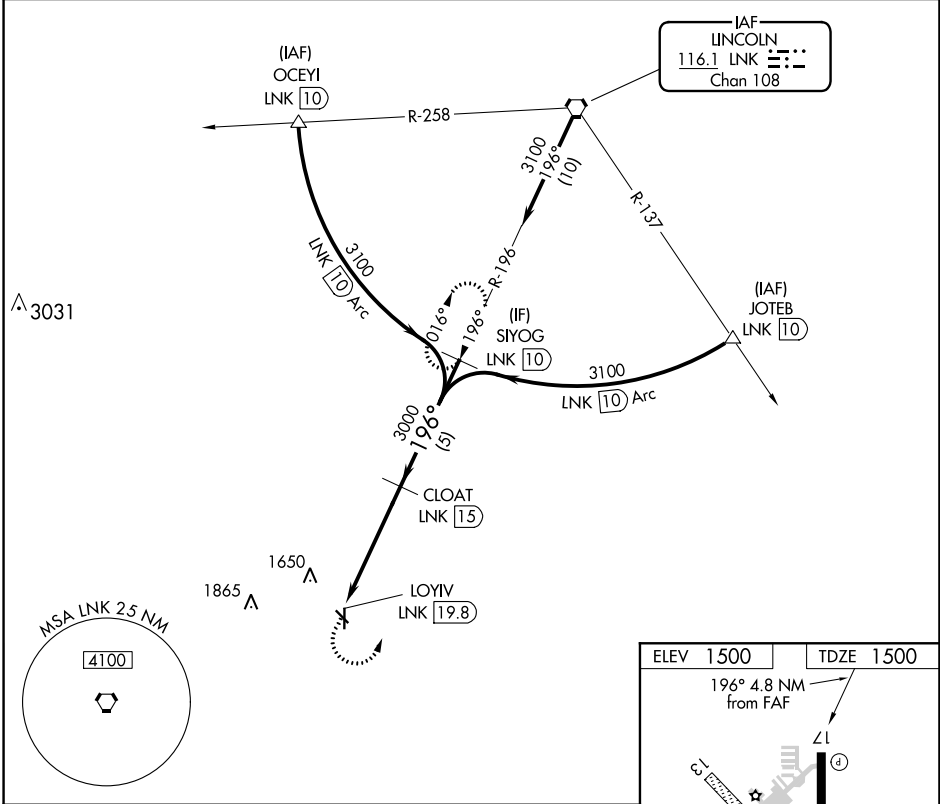 IAF
LINCOLN
116.1 LNK
Chan 108
(IAF)
OCEYI
LNK 10
R-258
3100
196°
(10)
R-137
3100
LNK 10 Arc
R-196
3031
016°
196°
(IF)
SIYOG
LNK 10
(IAF)
JOTEB
LNK 10
3100
LNK 10 Arc
3000
196°
(5)
CLOAT
LNK 15
1650
1865
LOYIV
LNK 19.8
MSA LNK 25 NM
4100
ELEV 1500
TDZE 1500
196° 4.8 NM
from FAF
17
P
13